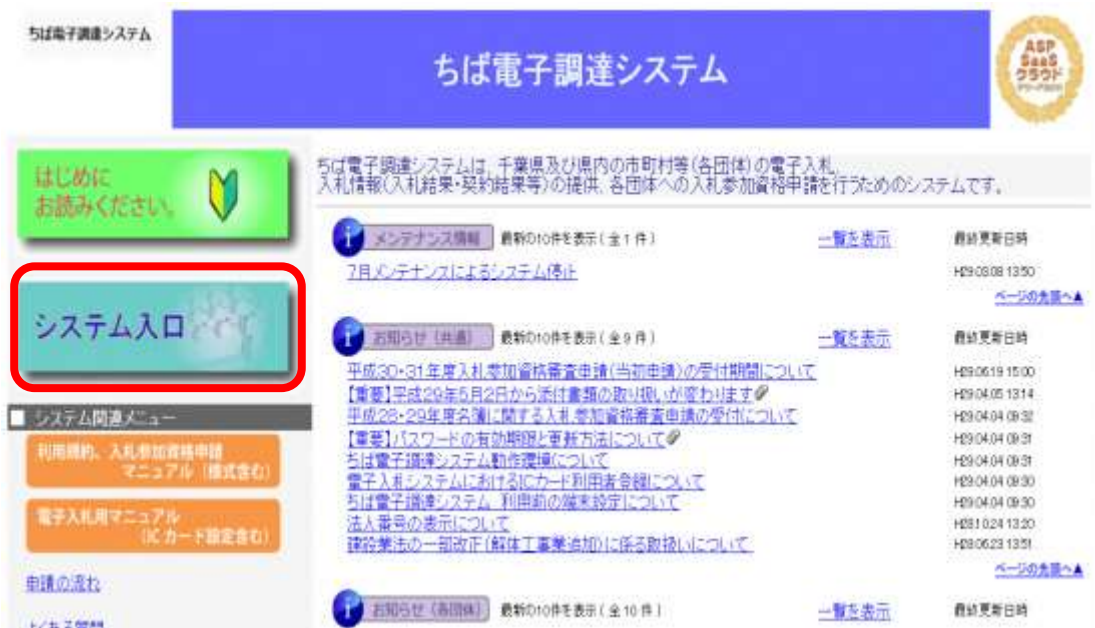 ちば電子調達システム
ちば電子調達システム
ASP
SaaS
クラウド
はじめに
お読みください。
システム入口
システム関連メニュー
利用規約、入札参加資格申請
マニュアル（様式含む）
電子入札用マニュアル
（ICカード設定含む）
申請の流れ
よくある質問
ちば電子調達システムは、千葉県及び県内の市町村等（各団体）の電子入札、
入札情報（入札結果・契約結果等）の提供、各団体への入札参加資格申請を行うためのシステムです。
メンテナンス情報 最新の10件を表示（全1件） 一覧を表示 最終更新日時
7月メンテナンスによるシステム停止 H29.03.08 13:50
ページの先頭へ▲
お知らせ（共通） 最新の10件を表示（全9件） 一覧を表示 最終更新日時
平成30・31年度入札参加資格審査申請（当初申請）の受付期間について H29.06.19 15:00
【重要】平成29年5月2日から添付書類の取り扱いが変わります H29.04.05 13:14
平成28・29年度名簿に関する入札参加資格審査申請の受付について H29.04.04 09:32
【重要】パスワードの有効期限と更新方法について H29.04.04 09:31
ちば電子調達システム動作環境について H29.04.04 09:31
電子入札システムにおけるICカード利用者登録について H29.04.04 09:30
ちば電子調達システム 利用前の端末設定について H29.04.04 09:30
法人番号の表示について H28.10.24 13:20
建設業法の一部改正（解体工事業追加）に係る取扱いについて H28.06.23 13:51
ページの先頭へ▲
お知らせ（各団体） 最新の10件を表示（全10件） 一覧を表示 最終更新日時